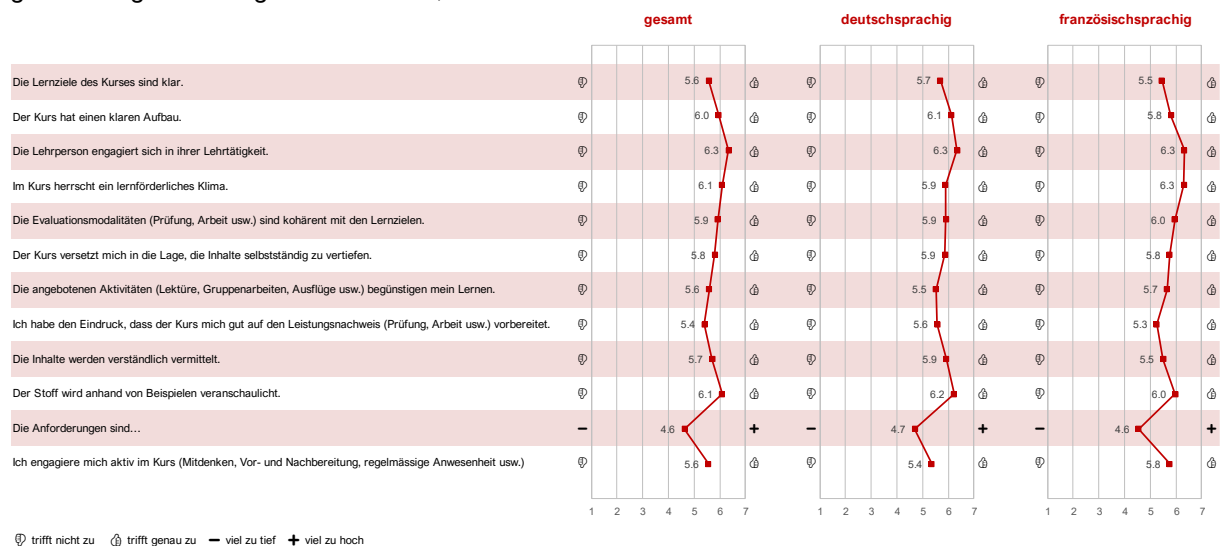 gesamt deutschsprachig französischsprachig
Die Lernziele des Kurses sind klar. 5.6 5.7 5.5
Der Kurs hat einen klaren Aufbau. 6.0 6.1 5.8
Die Lehrperson engagiert sich in ihrer Lehrtätigkeit. 6.3 6.3 6.3
Im Kurs herrscht ein lernförderliches Klima. 6.1 5.9 6.3
Die Evaluationsmodalitäten (Prüfung, Arbeit usw.) sind kohärent mit den Lernzielen. 5.9 5.9 6.0
Der Kurs versetzt mich in die Lage, die Inhalte selbstständig zu vertiefen. 5.8 5.9 5.8
Die angebotenen Aktivitäten (Lektüre, Gruppenarbeiten, Ausflüge usw.) begünstigen mein Lernen. 5.6 5.5 5.7
Ich habe den Eindruck, dass der Kurs mich gut auf den Leistungsnachweis (Prüfung, Arbeit usw.) vorbereitet. 5.4 5.6 5.3
Die Inhalte werden verständlich vermittelt. 5.7 5.9 5.5
Der Stoff wird anhand von Beispielen veranschaulicht. 6.1 6.2 6.0
Die Anforderungen sind... − 4.6 + − 4.7 + − 4.6 +
Ich engagiere mich aktiv im Kurs (Mitdenken, Vor- und Nachbereitung, regelmässige Anwesenheit usw.) 5.6 5.4 5.8
1 2 3 4 5 6 7 1 2 3 4 5 6 7 1 2 3 4 5 6 7
trifft nicht zu trifft genau zu − viel zu tief + viel zu hoch